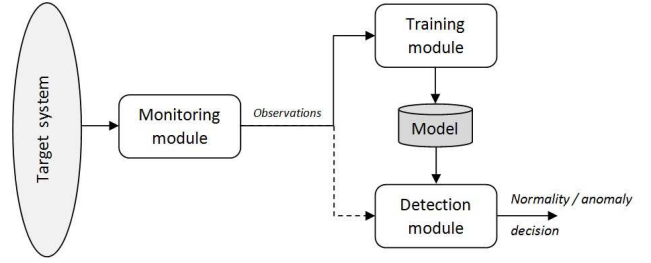 Target system
Monitoring
module
Observations
Training
module
Model
Detection
module
Normality / anomaly
decision